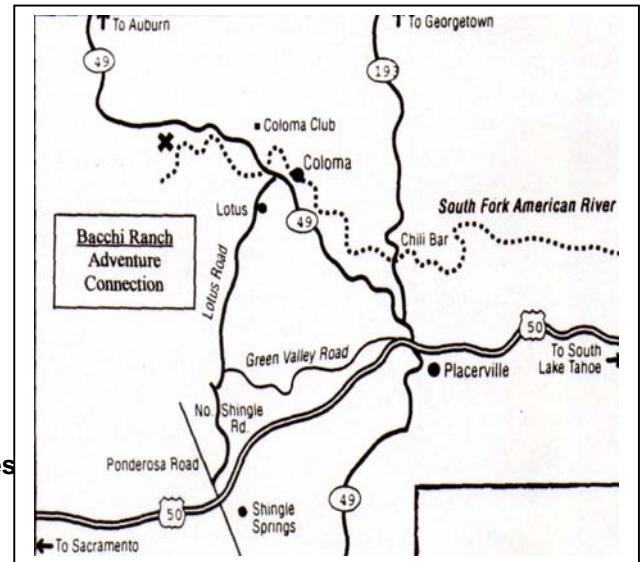 To Auburn
To Georgetown
49
193
Coloma Club
Coloma
South Fork American River
Lotus
49
Chili Bar
Bacchi Ranch
Adventure
Connection
Lotus Road
50
Green Valley Road
To South
Lake Tahoe
Placerville
No. Shingle
Rd.
es
Ponderosa Road
49
50
Shingle
Springs
To Sacramento